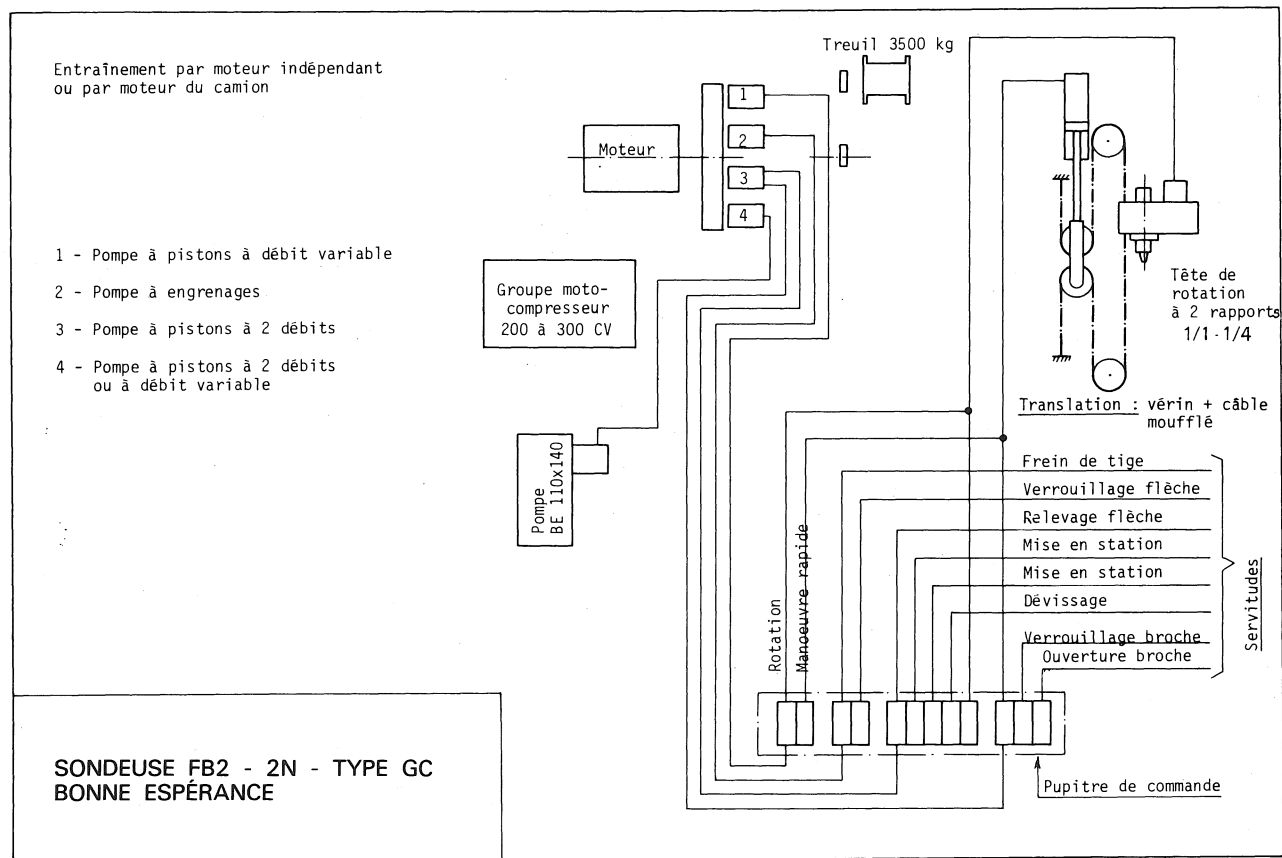 Entraînement par moteur indépendant
ou par moteur du camion
1 - Pompe à pistons à débit variable
2 - Pompe à engrenages
3 - Pompe à pistons à 2 débits
4 - Pompe à pistons à 2 débits
ou à débit variable
Treuil 3500 kg
Moteur
1
2
3
4
Groupe moto-
compresseur
200 à 300 CV
Pompe
BE 110x140
Tête de
rotation
à 2 rapports
1/1-1/4
Translation : vérin + câble
moufflé
Rotation
Manoeuvre rapide
Frein de tige
Verrouillage flèche
Relevage flèche
Mise en station
Mise en station
Dévissage
Verrouillage broche
Ouverture broche
Servitudes
Pupitre de commande
SONDEUSE FB2 - 2N - TYPE GC
BONNE ESPÉRANCE